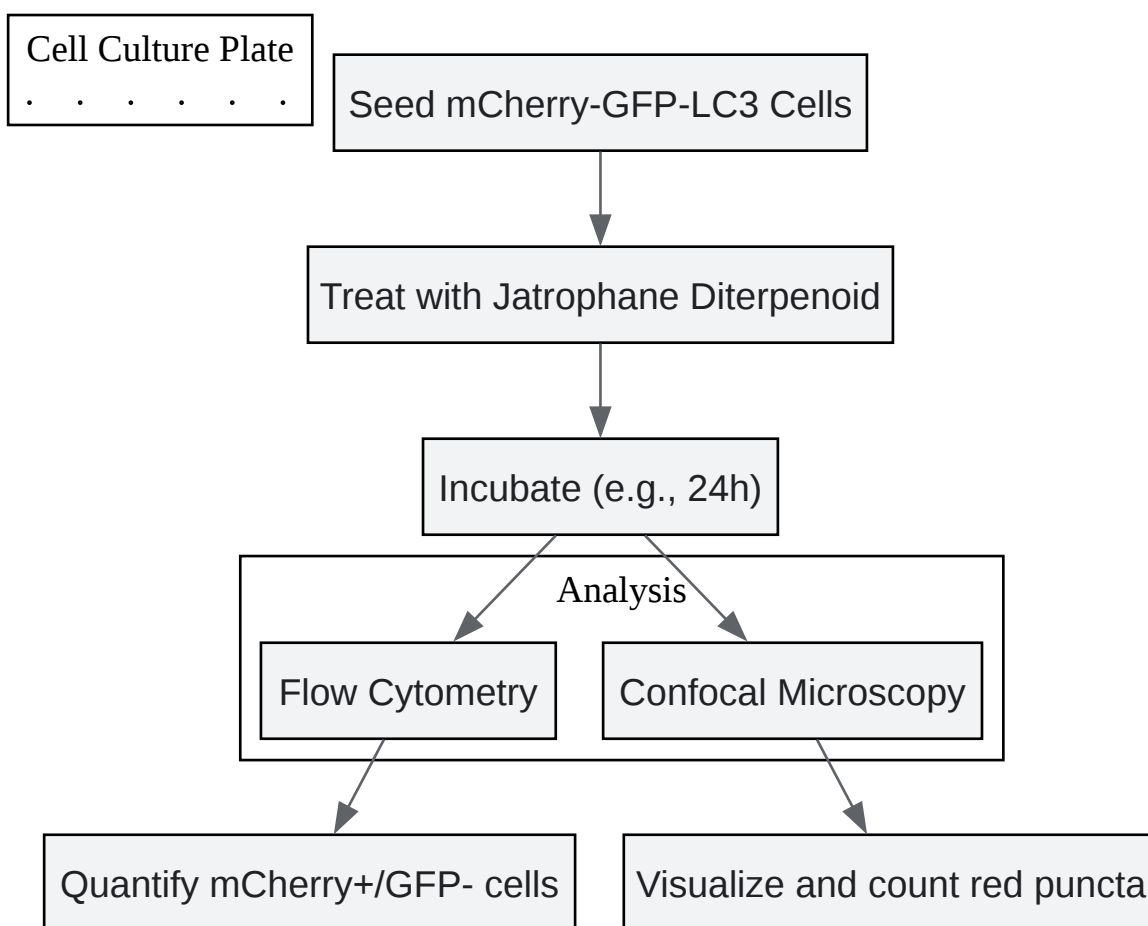 Cell Culture Plate
. . . . . .
Seed mCherry-GFP-LC3 Cells
Treat with Jatrophane Diterpenoid
Incubate (e.g., 24h)
Analysis
Flow Cytometry
Confocal Microscopy
Quantify mCherry+/GFP- cells
Visualize and count red puncta